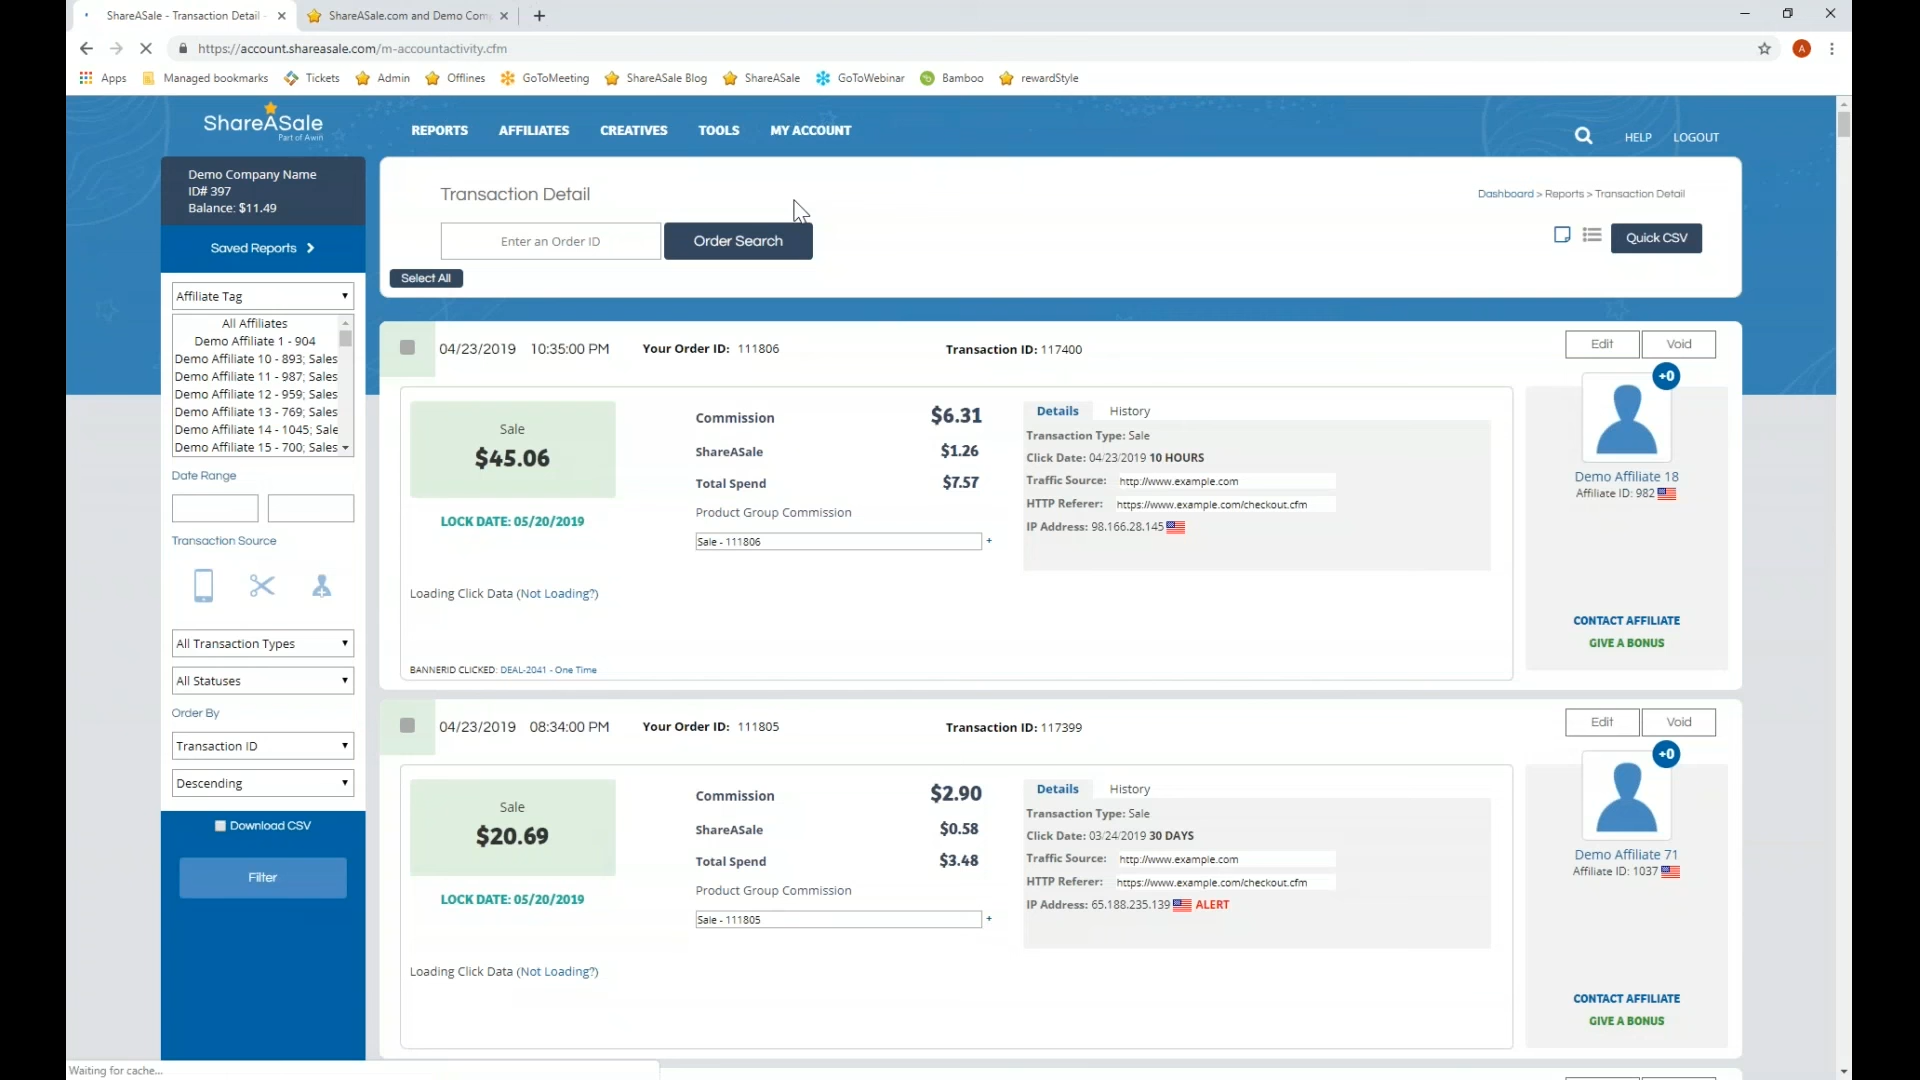 ShareASale - Transaction Detail
ShareASale.com and Demo Com
https://account.shareasale.com/m-accountactivity.cfm
A
Apps
Managed bookmarks
Tickets
Admin
Offlines
GoToMeeting
ShareASale Blog
ShareASale
GoToWebinar
Bamboo
rewardStyle
ShareASale
Part of Awin
REPORTS
AFFILIATES
CREATIVES
TOOLS
MY ACCOUNT
HELP
LOGOUT
Demo Company Name
ID# 397
Balance: $11.49
Saved Reports
Affiliate Tag
All Affiliates
Demo Affiliate 1 - 904
Demo Affiliate 10 - 893; Sales
Demo Affiliate 11 - 987; Sales
Demo Affiliate 12 - 959; Sales
Demo Affiliate 13 - 769; Sales
Demo Affiliate 14 - 1045; Sale
Demo Affiliate 15 - 700; Sales
Date Range
Transaction Source
All Transaction Types
All Statuses
Order By
Transaction ID
Descending
Download CSV
Filter
Transaction Detail
Dashboard > Reports > Transaction Detail
Enter an Order ID
Order Search
Quick CSV
Select All
04/23/2019 10:35:00 PM Your Order ID: 111806 Transaction ID: 117400
Edit
Void
+0
Sale
$45.06
LOCK DATE: 05/20/2019
Commission $6.31
ShareASale $1.26
Total Spend $7.57
Product Group Commission
Sale - 111806 +
Details
History
Transaction Type: Sale
Click Date: 04/23/2019 10 HOURS
Traffic Source: http://www.example.com
HTTP Referer: https://www.example.com/checkout.cfm
IP Address: 98.166.28.145
Demo Affiliate 18
Affiliate ID: 982
Loading Click Data (Not Loading?)
CONTACT AFFILIATE
GIVE A BONUS
BANNERID CLICKED: DEAL-2041 - One Time
04/23/2019 08:34:00 PM Your Order ID: 111805 Transaction ID: 117399
Edit
Void
+0
Sale
$20.69
LOCK DATE: 05/20/2019
Commission $2.90
ShareASale $0.58
Total Spend $3.48
Product Group Commission
Sale - 111805 +
Details
History
Transaction Type: Sale
Click Date: 03/24/2019 30 DAYS
Traffic Source: http://www.example.com
HTTP Referer: https://www.example.com/checkout.cfm
IP Address: 65.188.235.139 ALERT
Demo Affiliate 71
Affiliate ID: 1037
Loading Click Data (Not Loading?)
CONTACT AFFILIATE
GIVE A BONUS
Waiting for cache...